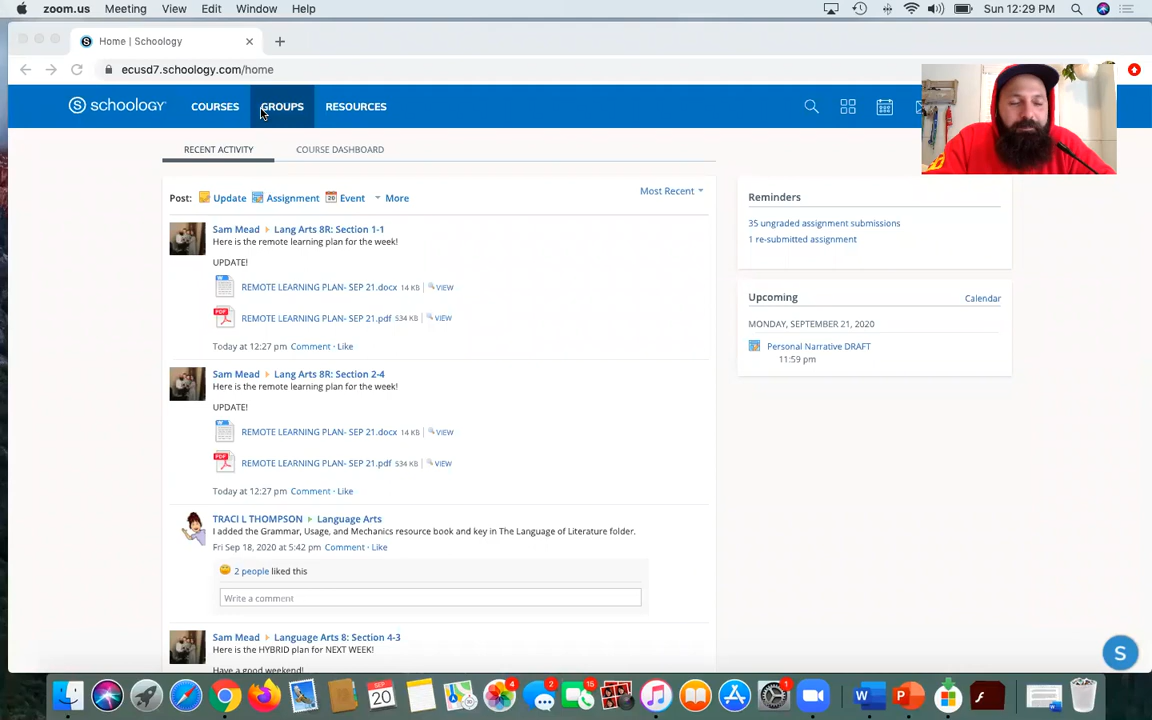 zoom.us Meeting View Edit Window Help Sun 12:29 PM
Home | Schoology
ecusd7.schoology.com/home
S schoology COURSES GROUPS RESOURCES
RECENT ACTIVITY COURSE DASHBOARD
Post: Update Assignment Event More Most Recent
Sam Mead Lang Arts 8R: Section 1-1
Here is the remote learning plan for the week!
UPDATE!
REMOTE LEARNING PLAN- SEP 21.docx 14 KB VIEW
REMOTE LEARNING PLAN- SEP 21.pdf 534 KB VIEW
Today at 12:27 pm Comment · Like
Sam Mead Lang Arts 8R: Section 2-4
Here is the remote learning plan for the week!
UPDATE!
REMOTE LEARNING PLAN- SEP 21.docx 14 KB VIEW
REMOTE LEARNING PLAN- SEP 21.pdf 534 KB VIEW
Today at 12:27 pm Comment · Like
TRACI L THOMPSON Language Arts
I added the Grammar, Usage, and Mechanics resource book and key in The Language of Literature folder.
Fri Sep 18, 2020 at 5:42 pm Comment · Like
2 people liked this
Write a comment
Sam Mead Language Arts 8: Section 4-3
Here is the HYBRID plan for NEXT WEEK!
Have a good weekend!
Reminders
35 ungraded assignment submissions
1 re-submitted assignment
Upcoming Calendar
MONDAY, SEPTEMBER 21, 2020
Personal Narrative DRAFT
11:59 pm
S
SEP
20
4
2
15
1